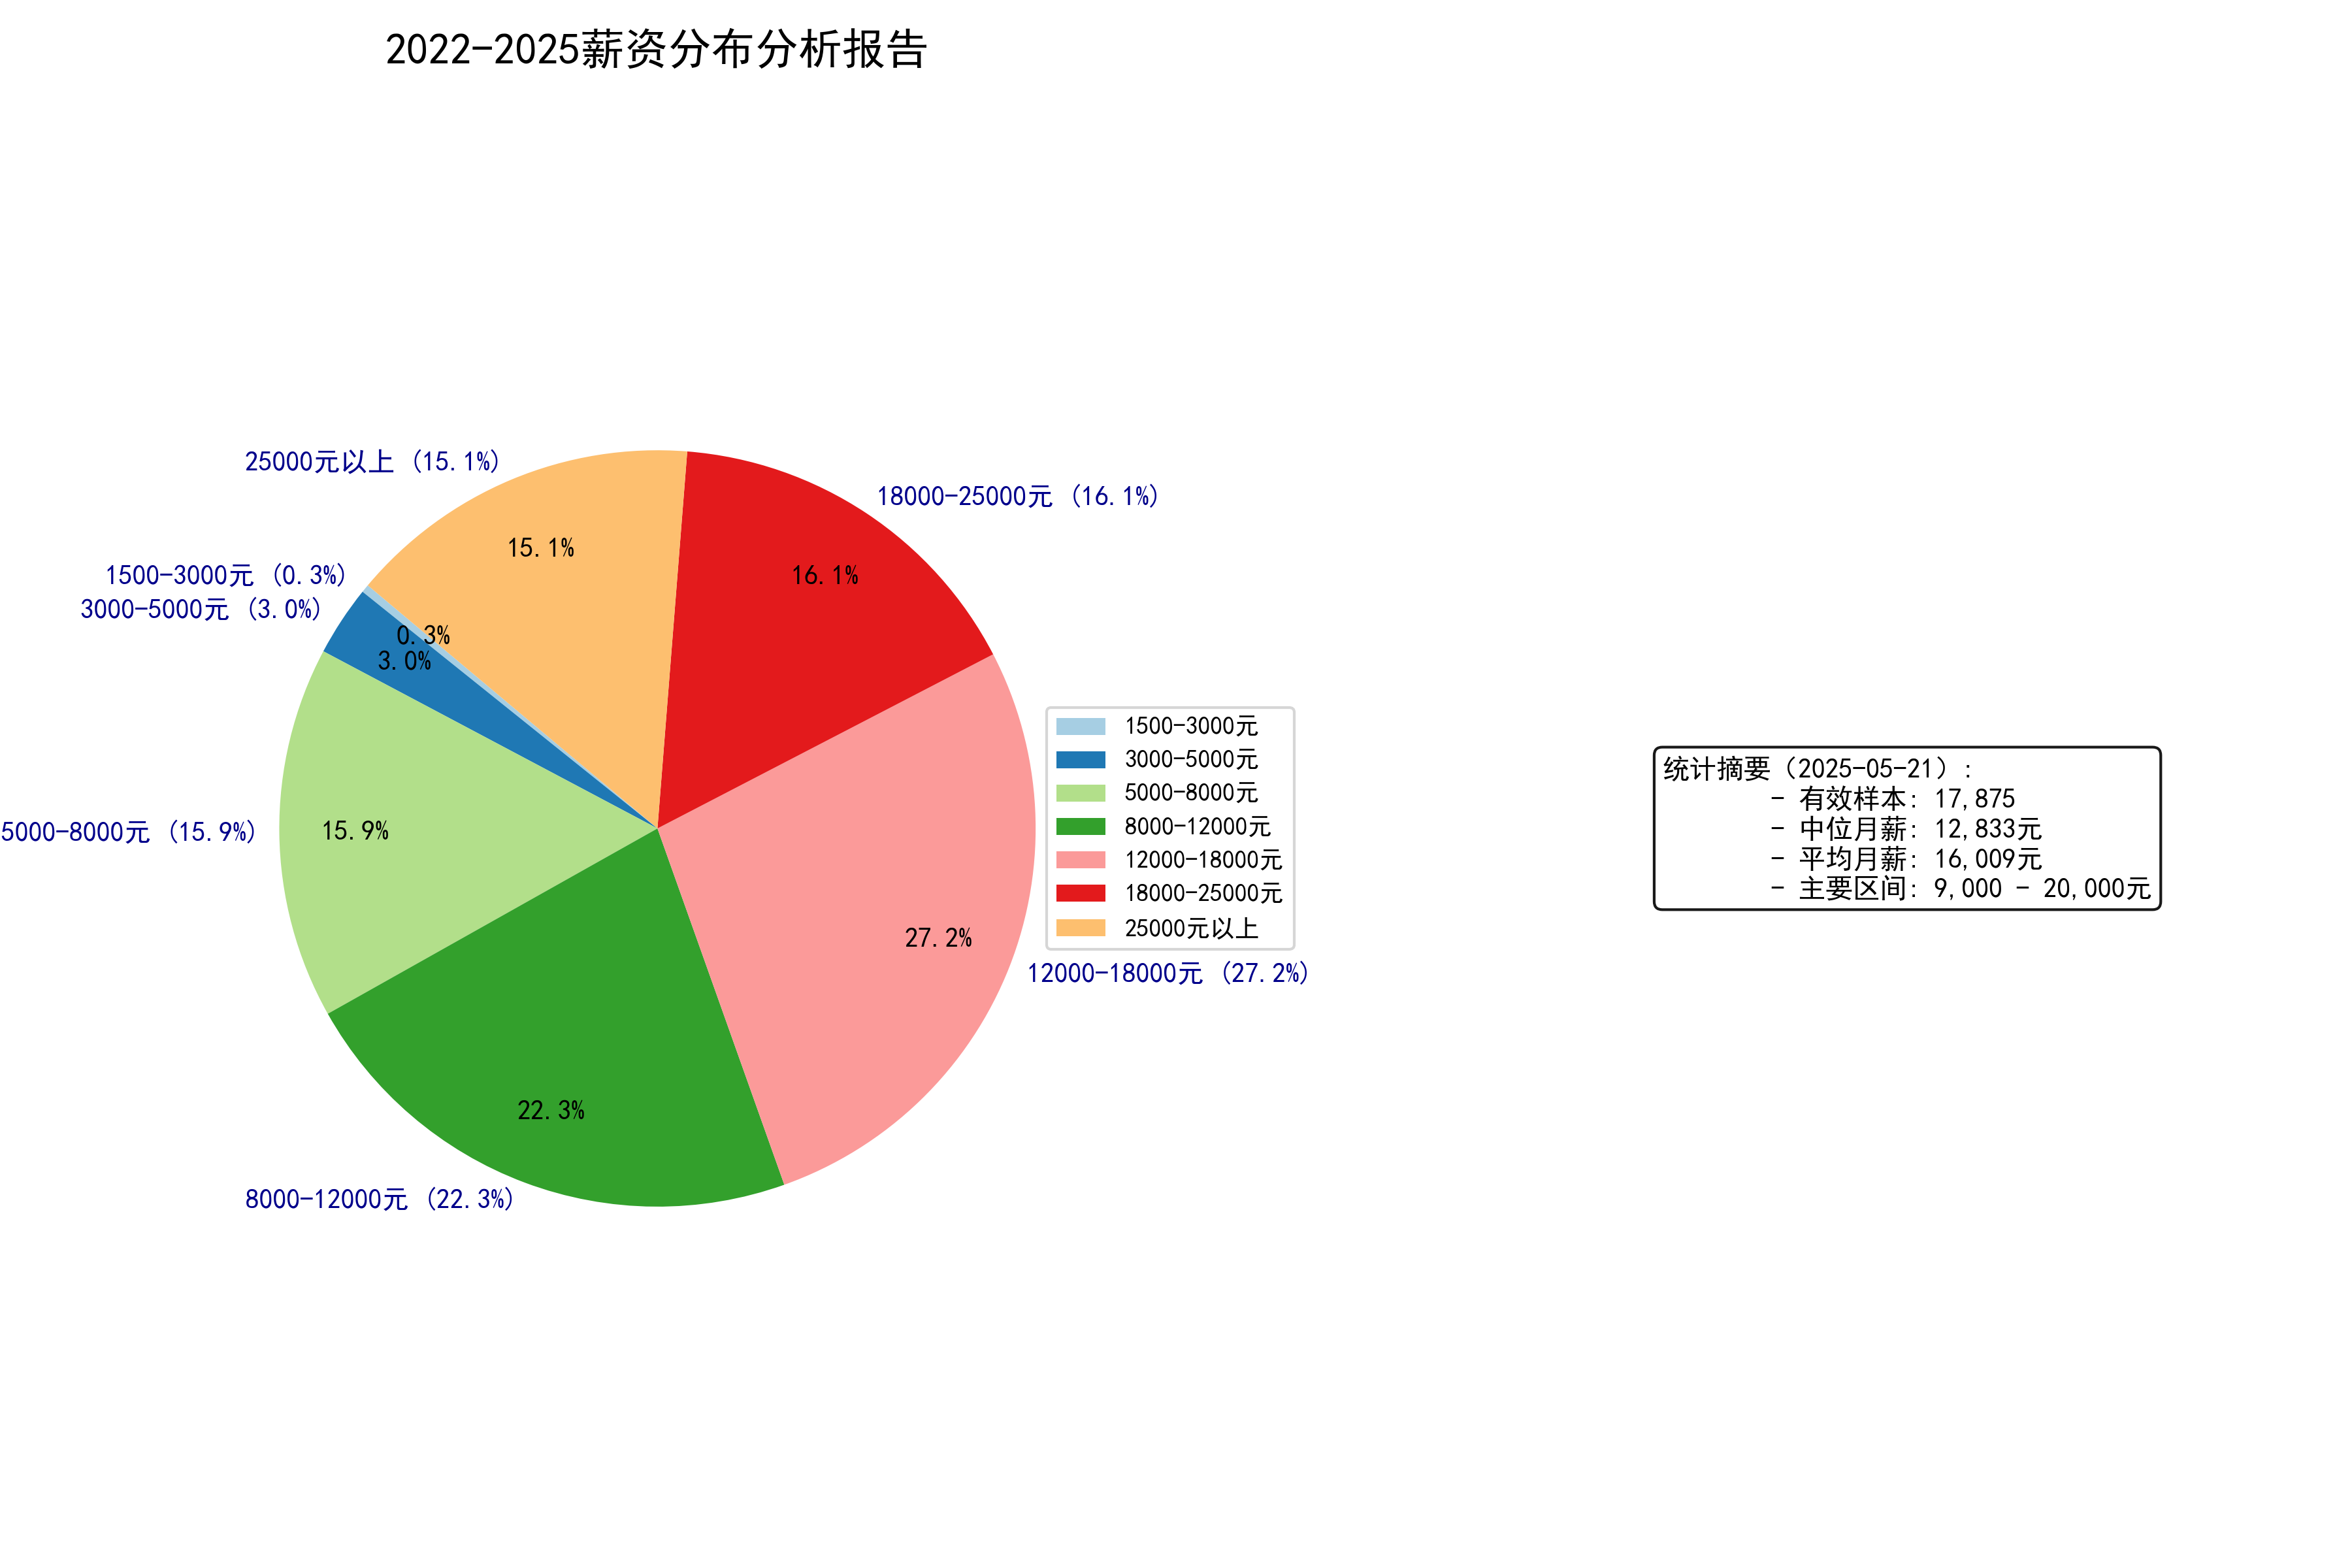 2022-2025薪资分布分析报告
25000元以上 (15.1%)
18000-25000元 (16.1%)
15.1%
16.1%
1500-3000元 (0.3%)
3000-5000元 (3.0%)
0.3%
3.0%
5000-8000元 (15.9%)
15.9%
27.2%
12000-18000元 (27.2%)
22.3%
8000-12000元 (22.3%)
1500-3000元
3000-5000元
5000-8000元
8000-12000元
12000-18000元
18000-25000元
25000元以上
统计摘要（2025-05-21）:
- 有效样本: 17,875
- 中位月薪: 12,833元
- 平均月薪: 16,009元
- 主要区间: 9,000 - 20,000元